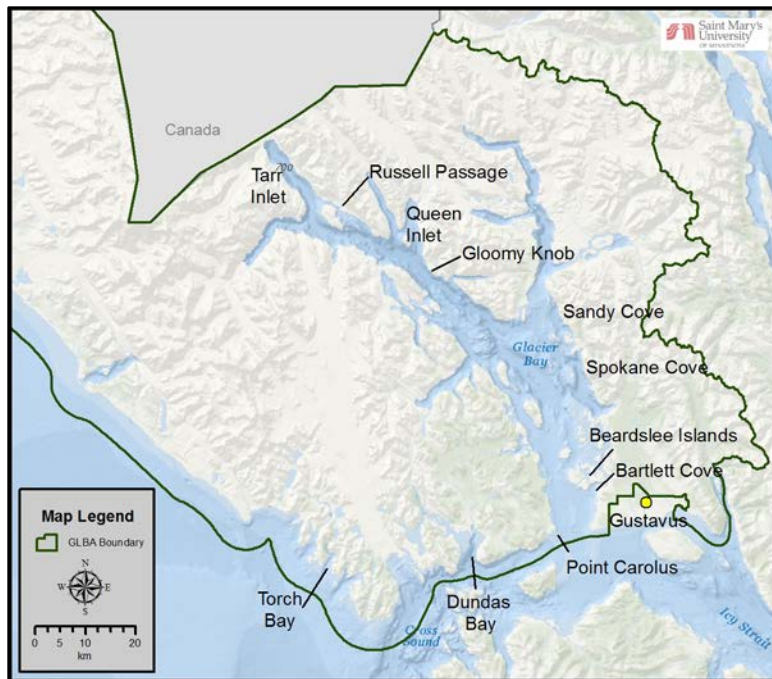 Saint Mary's
University
OF MINNESOTA
Canada
Tarr
Inlet
Russell Passage
Queen
Inlet
Gloomy Knob
Sandy Cove
Glacier
Bay
Spokane Cove
Beardslee Islands
Bartlett Cove
Gustavus
Point Carolus
Torch
Bay
Dundas
Bay
Cross
Sound
Icy Strait
Map Legend
GLBA Boundary
N
W
E
S
0 5 10 20
km